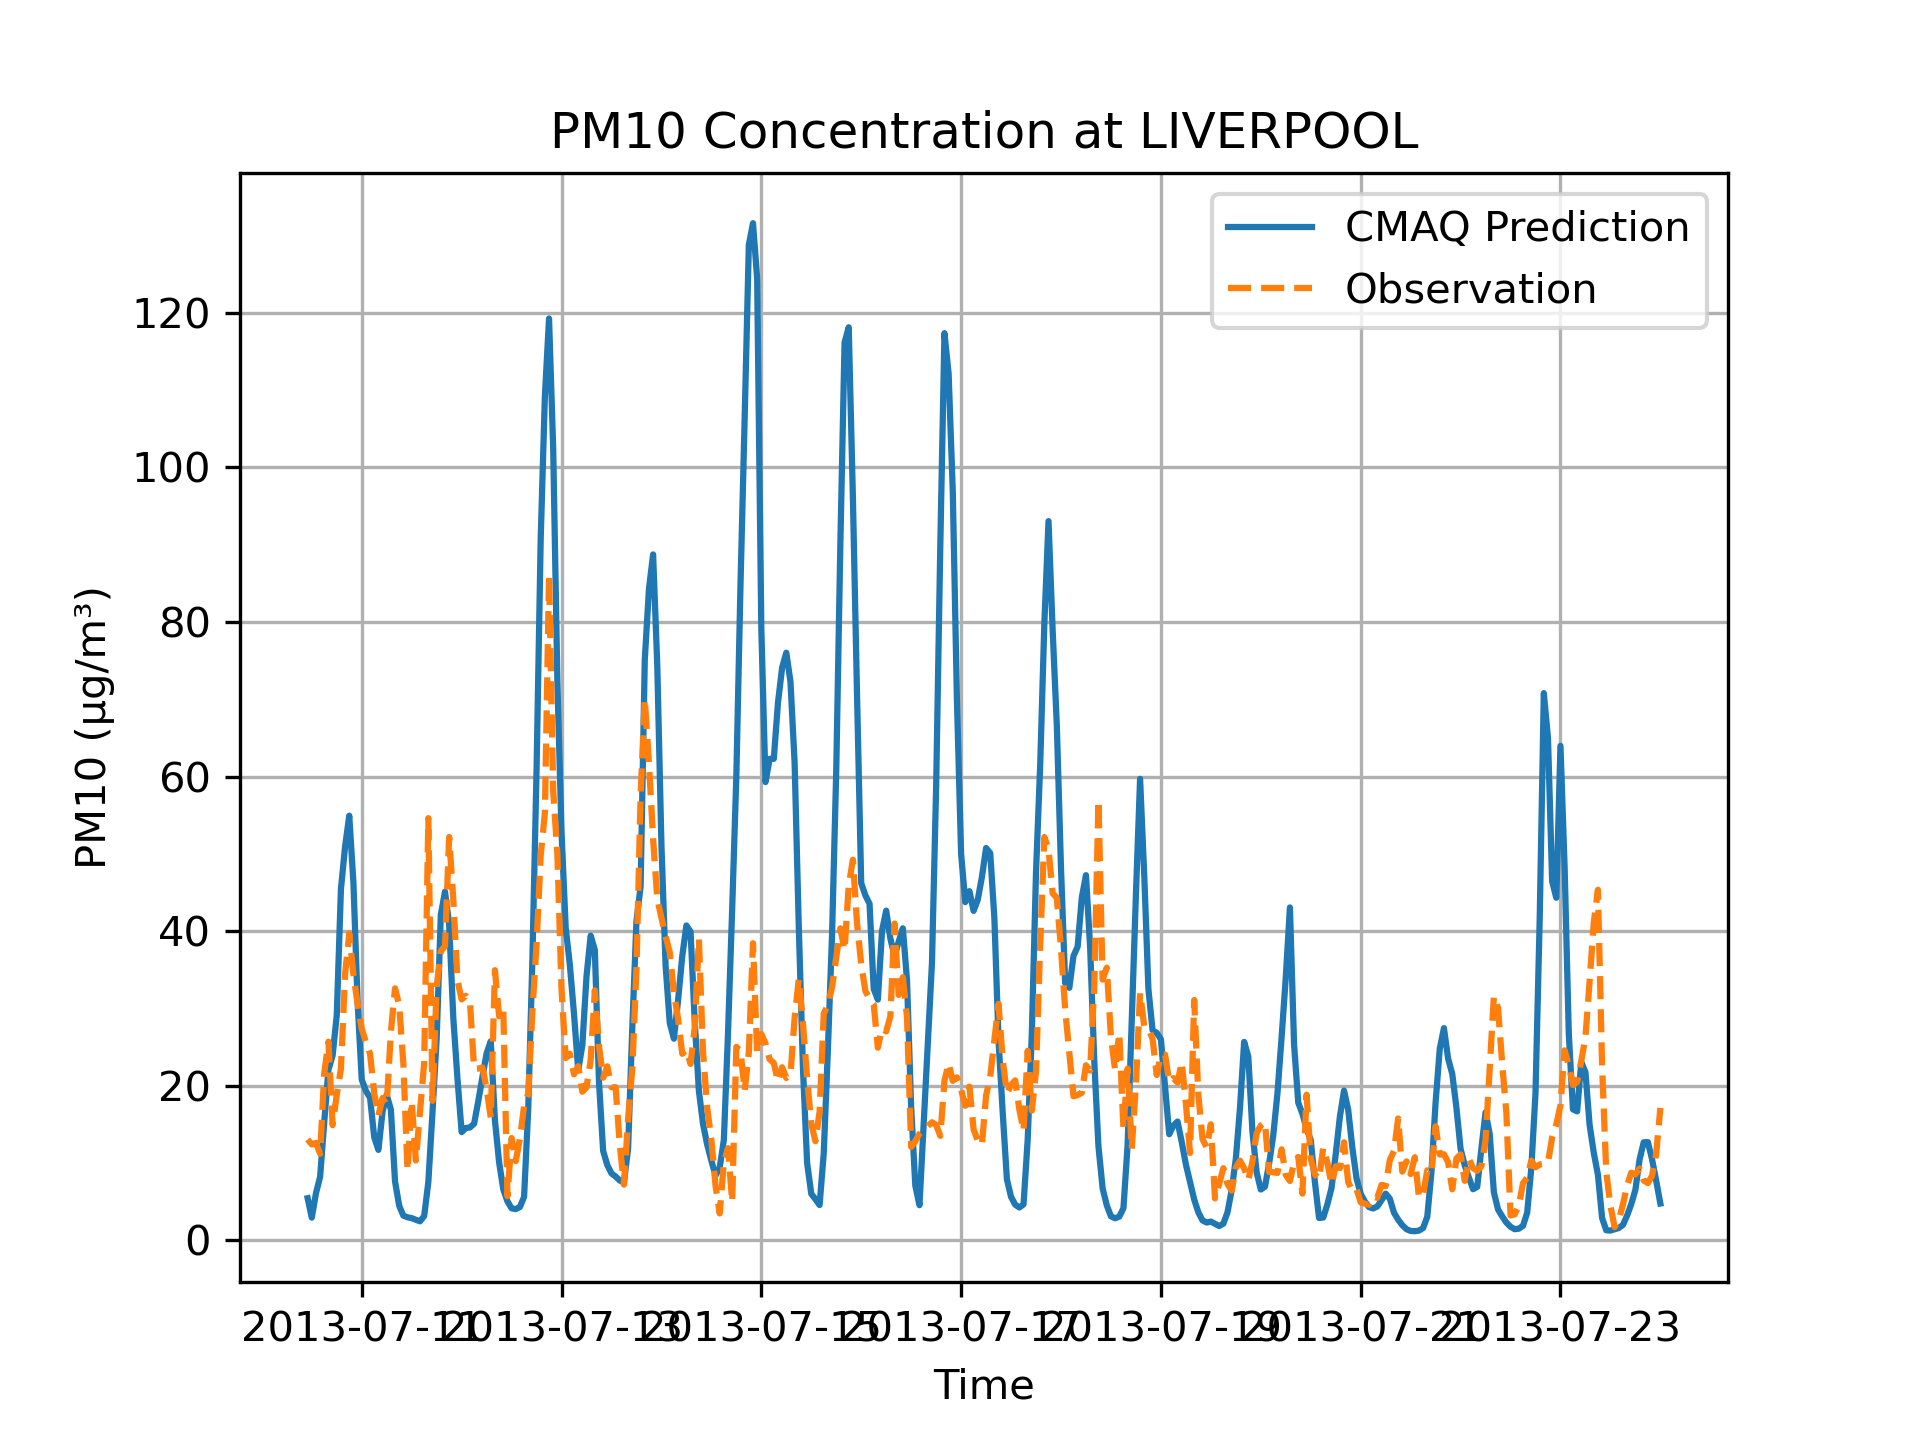 PM10 Concentration at LIVERPOOL
CMAQ Prediction
Observation
120
100
80
60
40
20
0
PM10 (µg/m³)
2013-07-11 2013-07-13 2013-07-15 2013-07-17 2013-07-19 2013-07-21 2013-07-23
Time